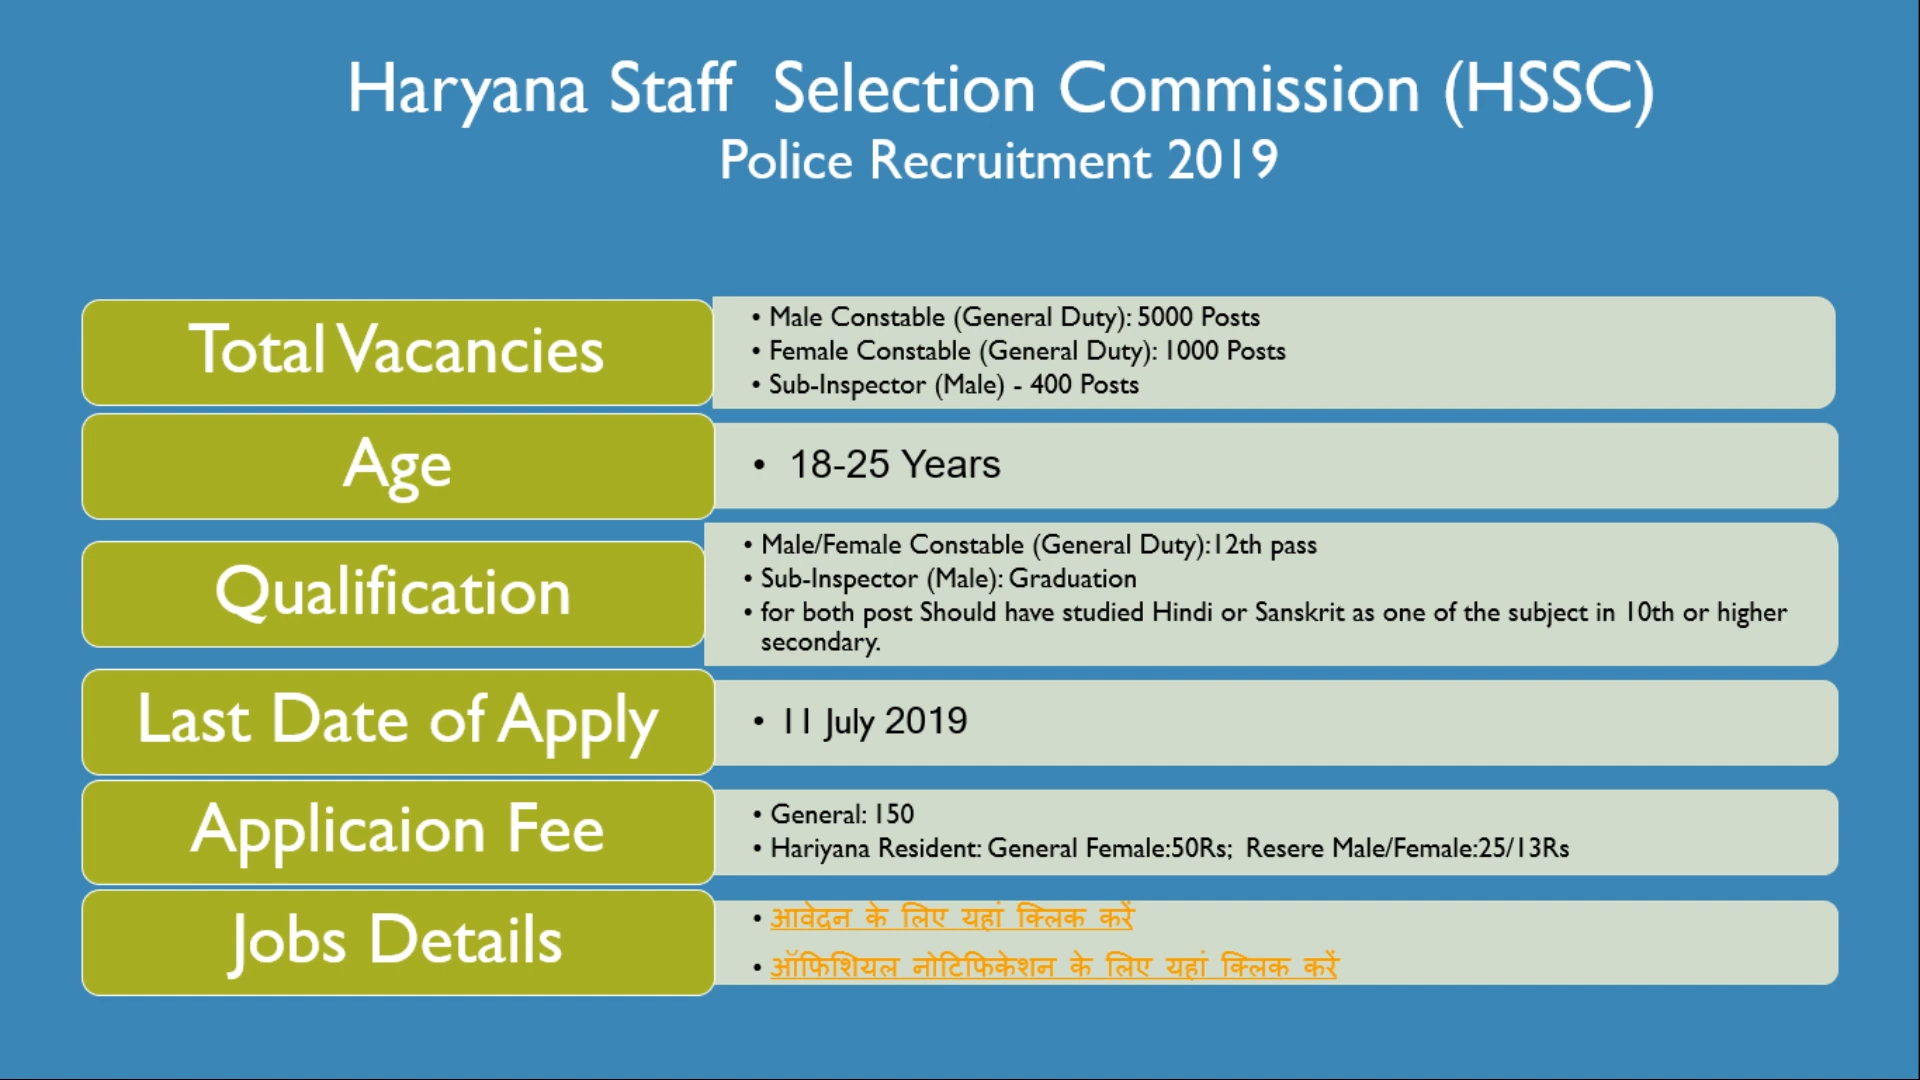 Haryana Staff Selection Commission (HSSC)
Police Recruitment 2019
Total Vacancies
• Male Constable (General Duty): 5000 Posts
• Female Constable (General Duty): 1000 Posts
• Sub-Inspector (Male) - 400 Posts
Age
• 18-25 Years
Qualification
• Male/Female Constable (General Duty):12th pass
• Sub-Inspector (Male): Graduation
• for both post Should have studied Hindi or Sanskrit as one of the subject in 10th or higher
secondary.
Last Date of Apply
• 11 July 2019
Applicaion Fee
• General: 150
• Hariyana Resident: General Female:50Rs; Resere Male/Female:25/13Rs
Jobs Details
• आवेदन के लिए यहां क्लिक करें
• ऑफिशियल नोटिफिकेशन के लिए यहां क्लिक करें